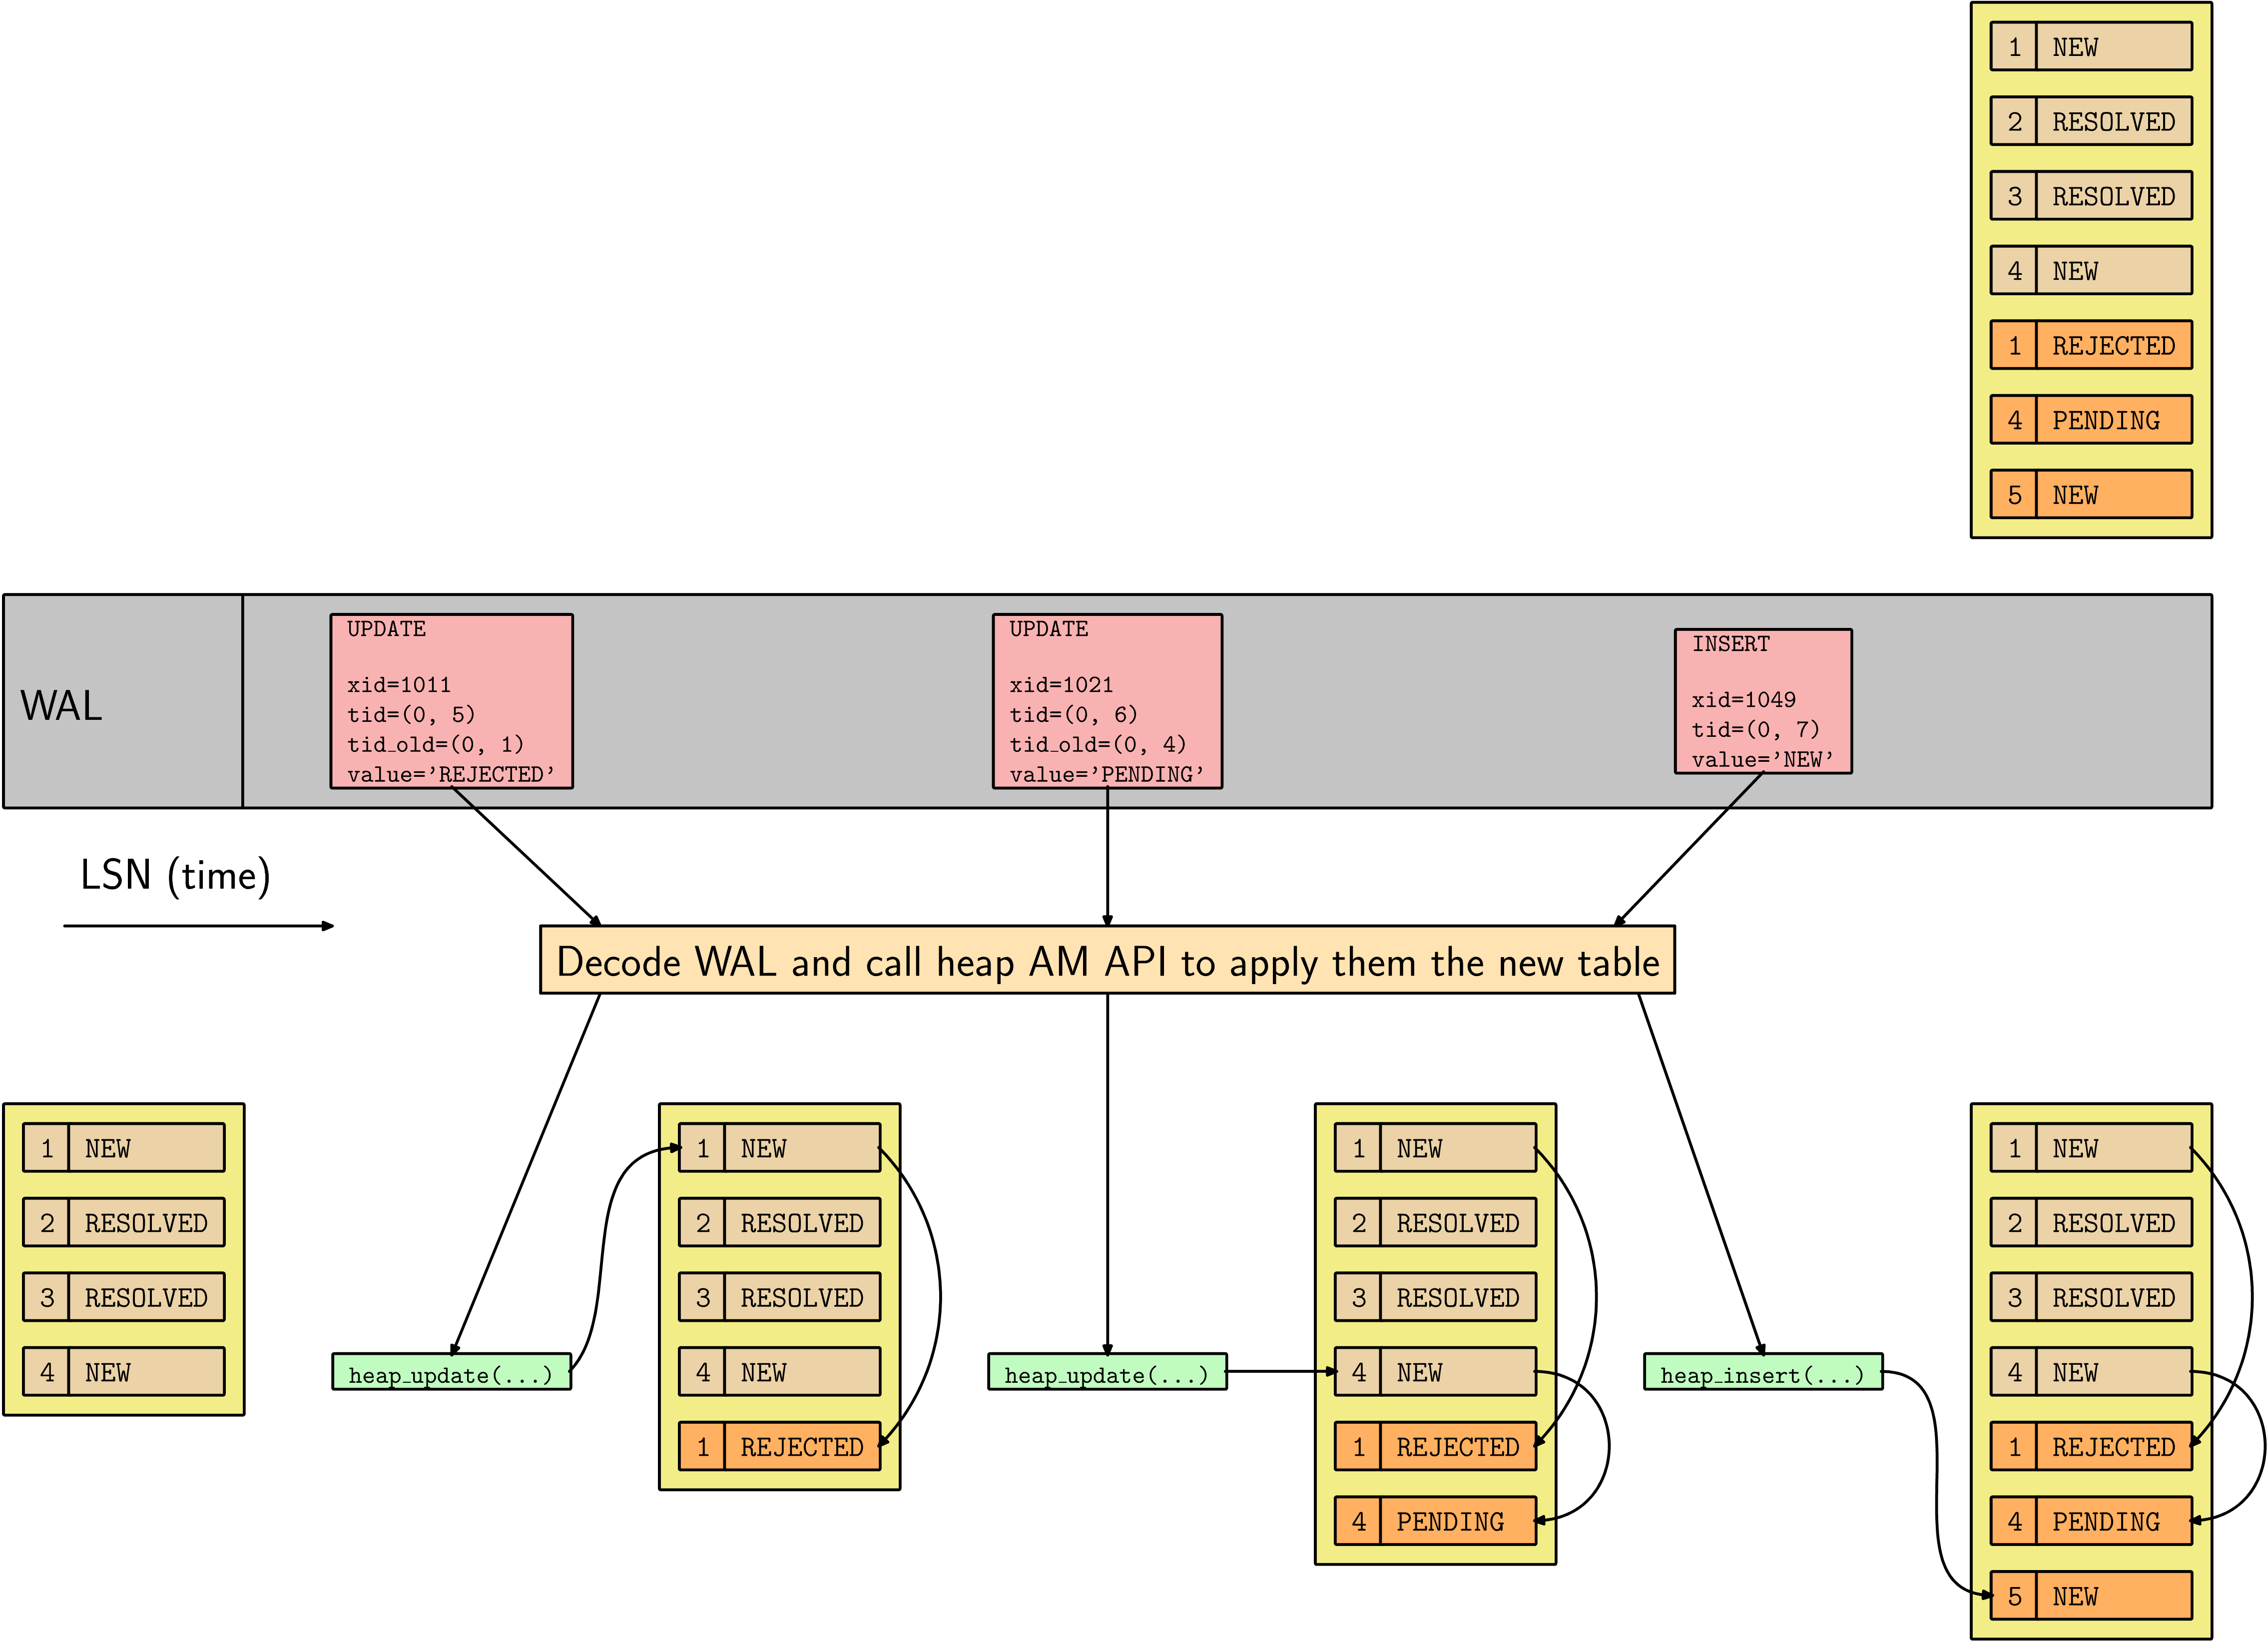 1 NEW
2 RESOLVED
3 RESOLVED
4 NEW
1 REJECTED
4 PENDING
5 NEW
WAL
UPDATE
xid=1011
tid=(0, 5)
tid_old=(0, 1)
value='REJECTED'
UPDATE
xid=1021
tid=(0, 6)
tid_old=(0, 4)
value='PENDING'
INSERT
xid=1049
tid=(0, 7)
value='NEW'
LSN (time)
Decode WAL and call heap AM API to apply them the new table
1 NEW
2 RESOLVED
3 RESOLVED
4 NEW
heap_update(...)
1 NEW
2 RESOLVED
3 RESOLVED
4 NEW
1 REJECTED
heap_update(...)
1 NEW
2 RESOLVED
3 RESOLVED
4 NEW
1 REJECTED
4 PENDING
heap_insert(...)
1 NEW
2 RESOLVED
3 RESOLVED
4 NEW
1 REJECTED
4 PENDING
5 NEW